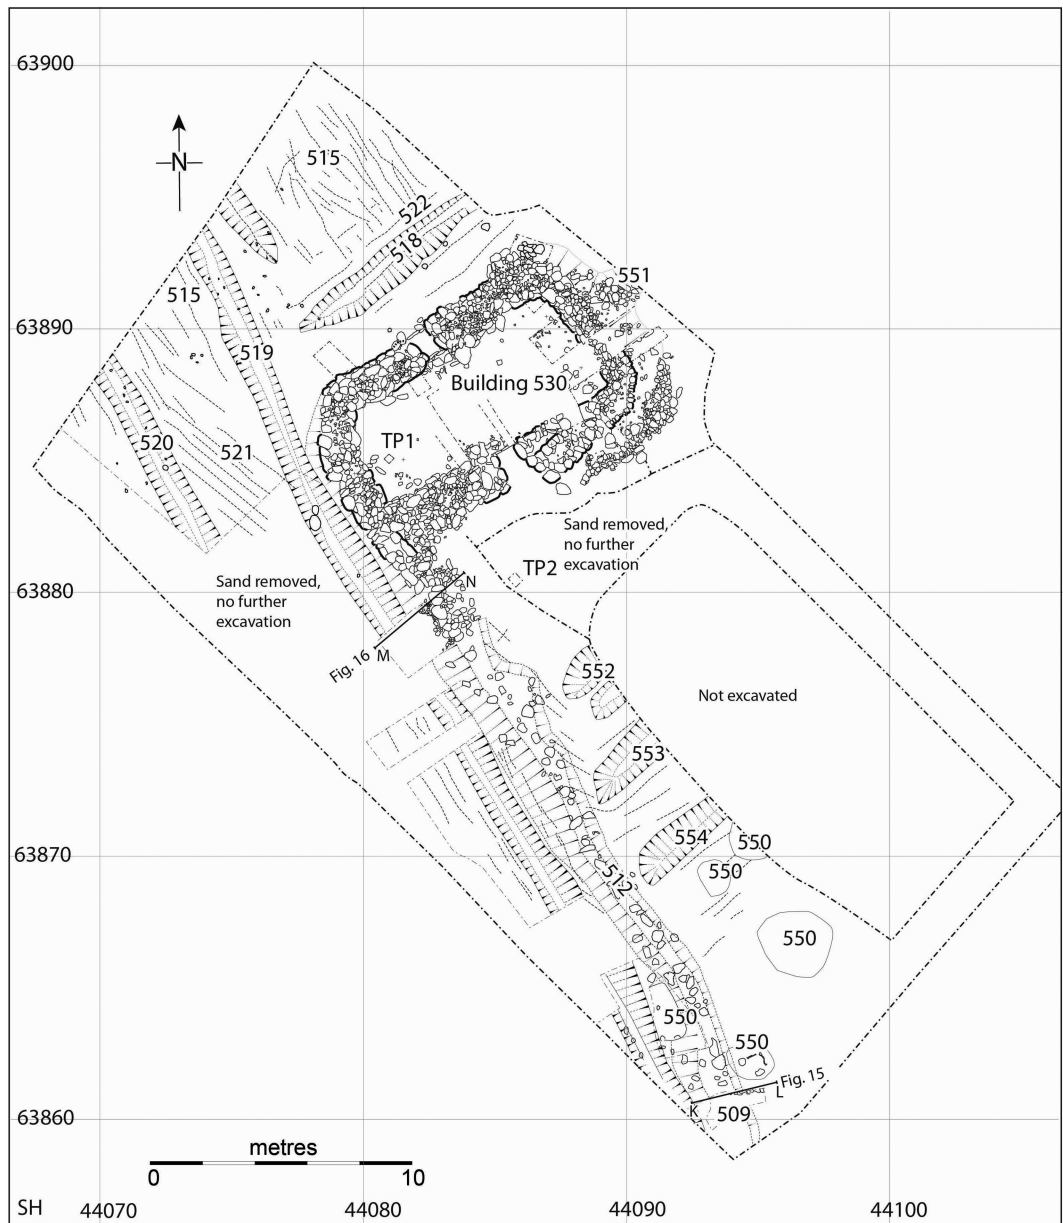 63900
N
515
522
518
551
515
63890
519
Building 530
TP1
520
521
Sand removed,
no further
excavation
TP2
63880
Sand removed,
no further
excavation
N
Fig. 16
M
552
Not excavated
553
554
550
63870
550
512
550
550
550
Fig. 15
L
K
509
63860
metres
0
10
SH
44070
44080
44090
44100